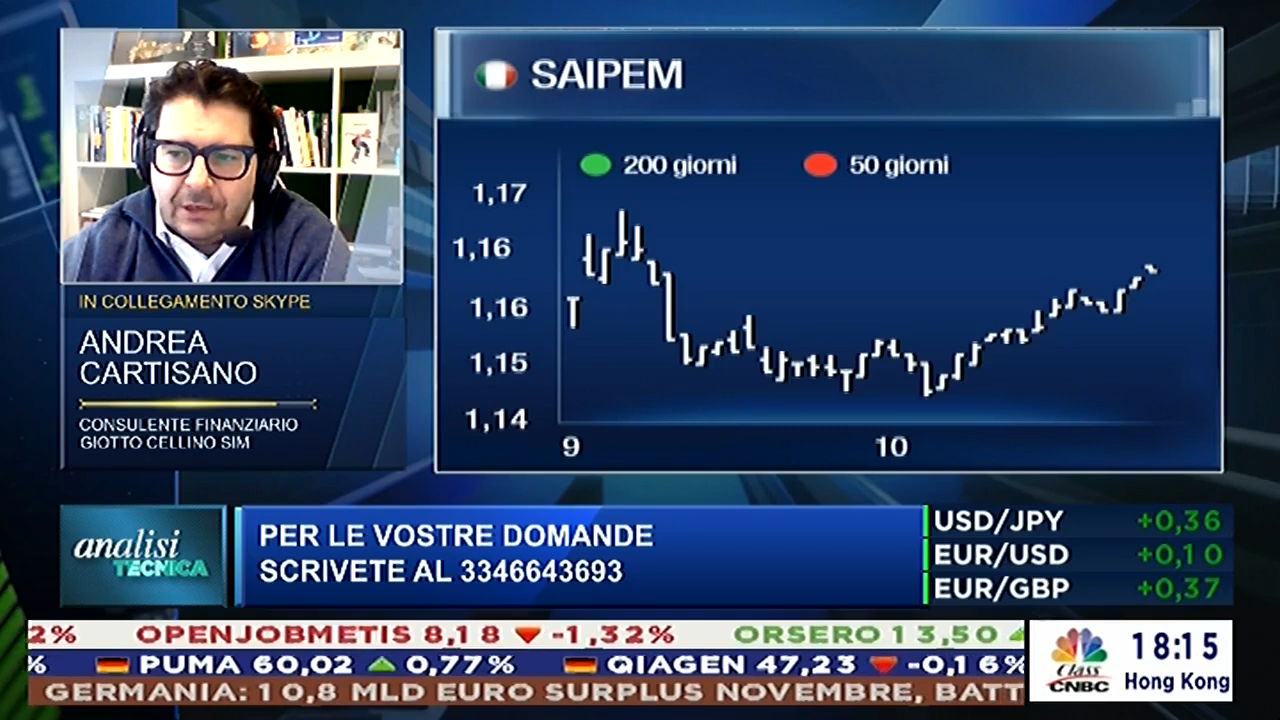 SAIPEM
200 giorni 50 giorni
1,17
1,16
1,16
1,15
1,14
9 10
IN COLLEGAMENTO SKYPE
ANDREA
CARTISANO
CONSULENTE FINANZIARIO
GIOTTO CELLINO SIM
analisi
TECNICA
PER LE VOSTRE DOMANDE
SCRIVETE AL 3346643693
USD/JPY +0,36
EUR/USD +0,10
EUR/GBP +0,37
2% OPENJOBMETIS 8,18 -1,32% ORSERO 13,50
% PUMA 60,02 0,77% QIAGEN 47,23 -0,16%
GERMANIA: 10,8 MLD EURO SURPLUS NOVEMBRE, BATT
Class
CNBC
18:15
Hong Kong